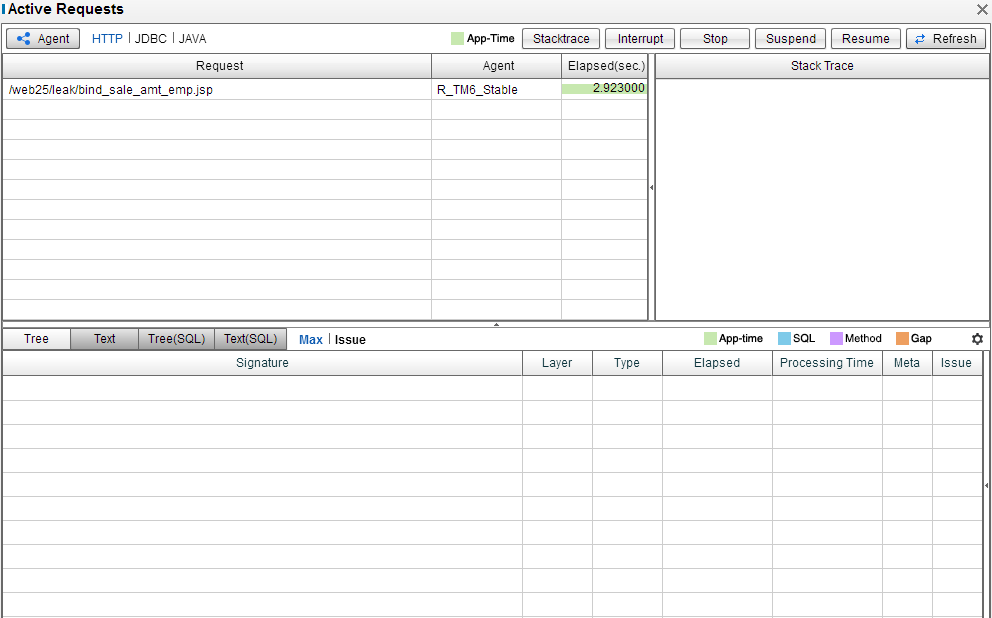 Active Requests
Agent HTTP | JDBC | JAVA App-Time Stacktrace Interrupt Stop Suspend Resume Refresh
Request Agent Elapsed(sec.) Stack Trace
/web25/leak/bind_sale_amt_emp.jsp R_TM6_Stable 2.923000
Tree Text Tree(SQL) Text(SQL) Max | Issue App-time SQL Method Gap
Signature Layer Type Elapsed Processing Time Meta Issue